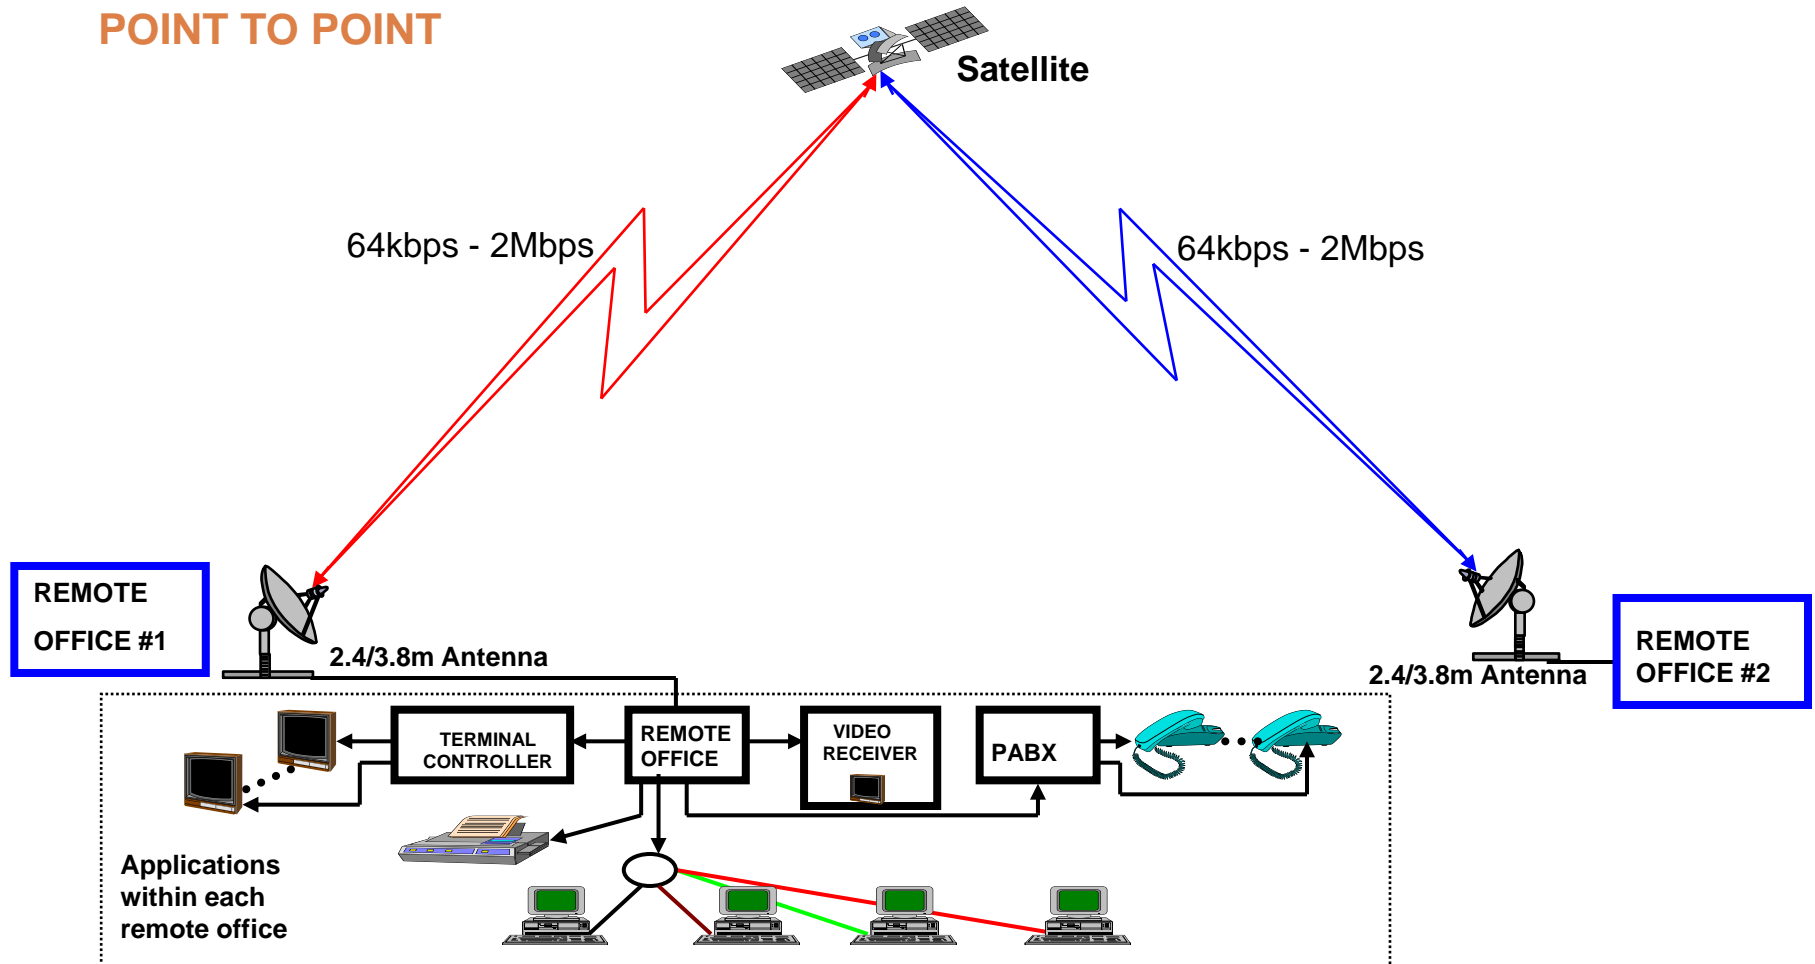 POINT TO POINT
Satellite
64kbps - 2Mbps
64kbps - 2Mbps
REMOTE
OFFICE #1
2.4/3.8m Antenna
REMOTE
OFFICE #2
2.4/3.8m Antenna
TERMINAL
CONTROLLER
REMOTE
OFFICE
VIDEO
RECEIVER
PABX
Applications
within each
remote office